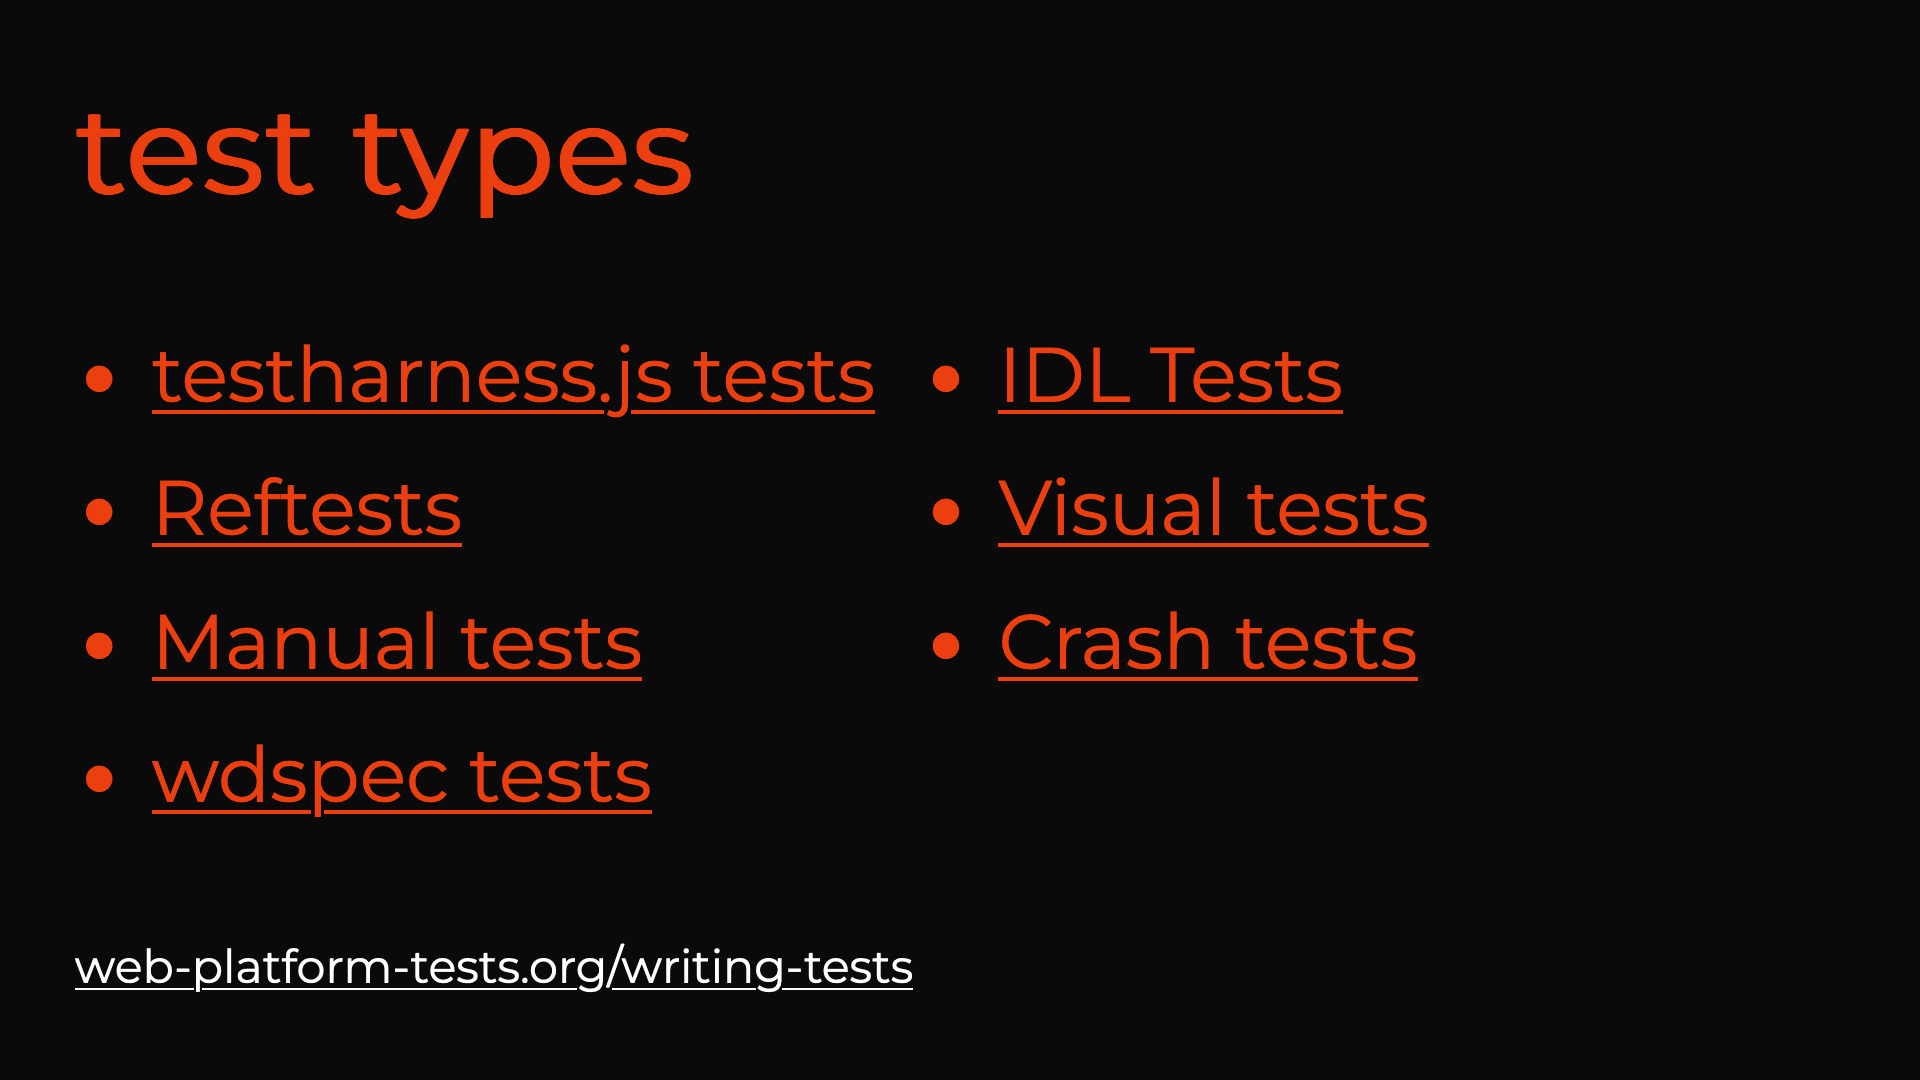 test types
testharness.js tests
Reftests
Manual tests
wdspec tests
IDL Tests
Visual tests
Crash tests
web-platform-tests.org/writing-tests